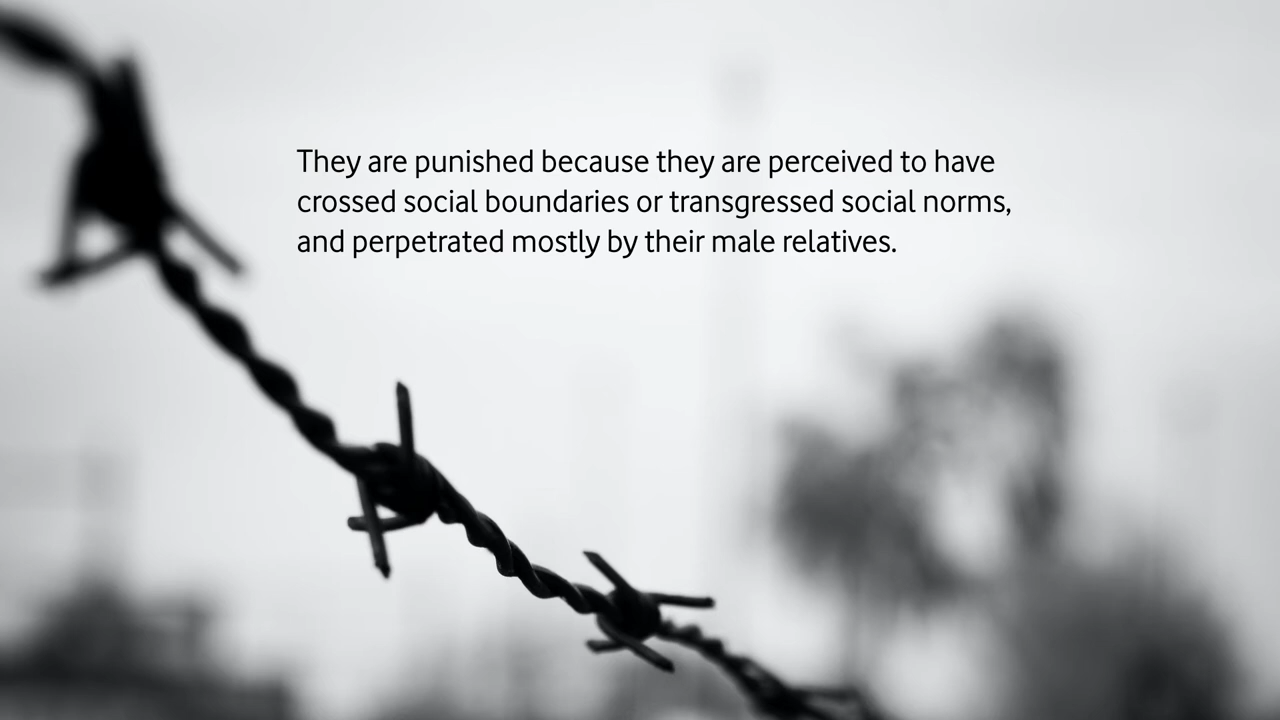 They are punished because they are perceived to have
crossed social boundaries or transgressed social norms,
and perpetrated mostly by their male relatives.